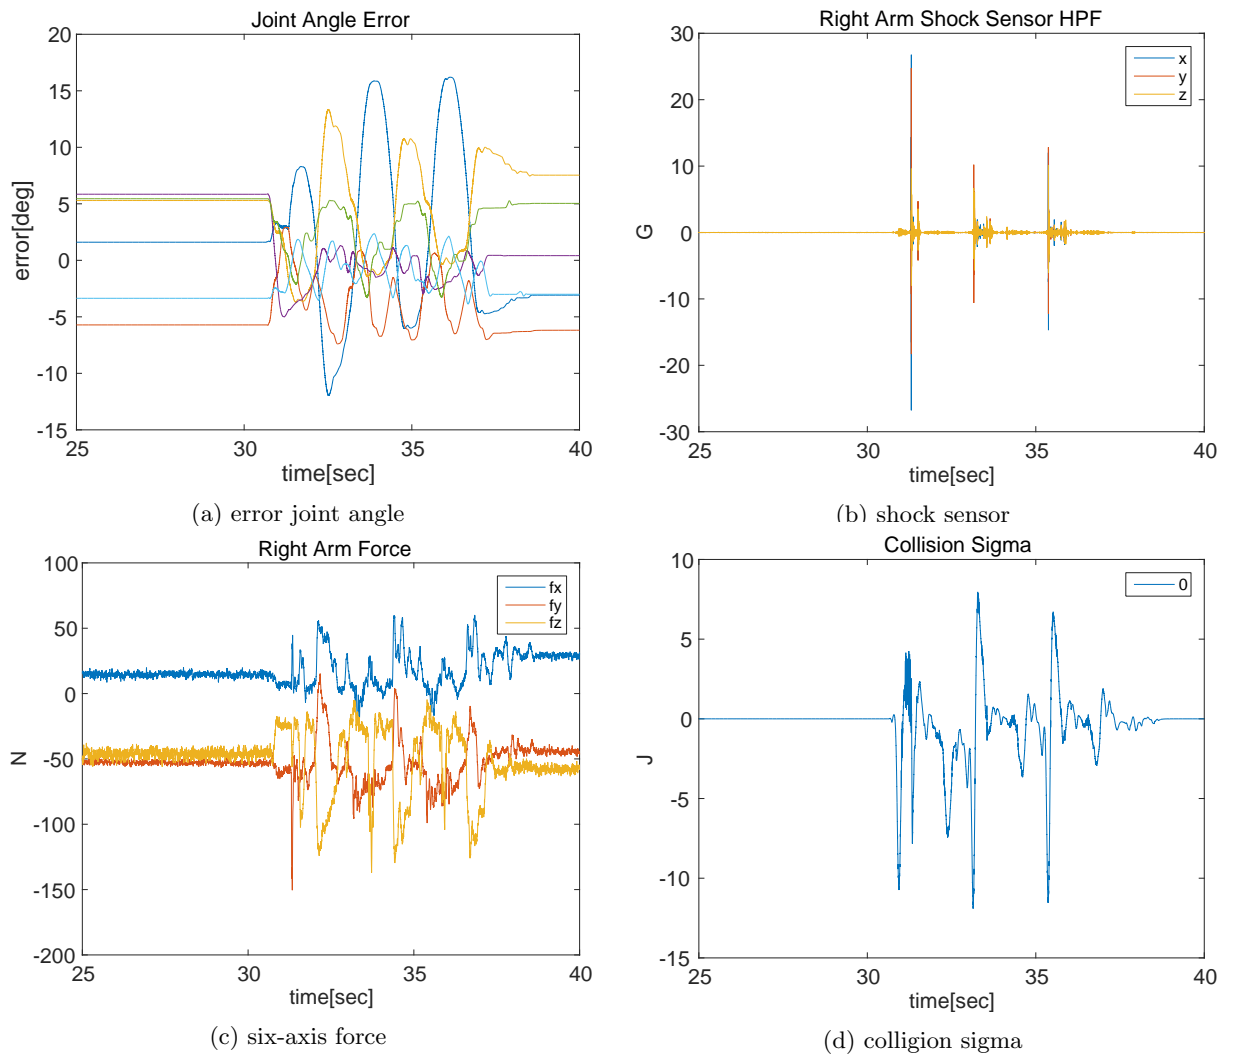 Joint Angle Error
20
15
10
5
0
-5
-10
-15
error[deg]
25 30 35 40
time[sec]
(a) error joint angle
Right Arm Shock Sensor HPF
30
20
10
0
-10
-20
-30
G
x
y
z
25 30 35 40
time[sec]
(b) shock sensor
Right Arm Force
100
50
0
-50
-100
-150
-200
N
fx
fy
fz
25 30 35 40
time[sec]
(c) six-axis force
Collision Sigma
10
5
0
-5
-10
-15
J
0
25 30 35 40
time[sec]
(d) colligion sigma